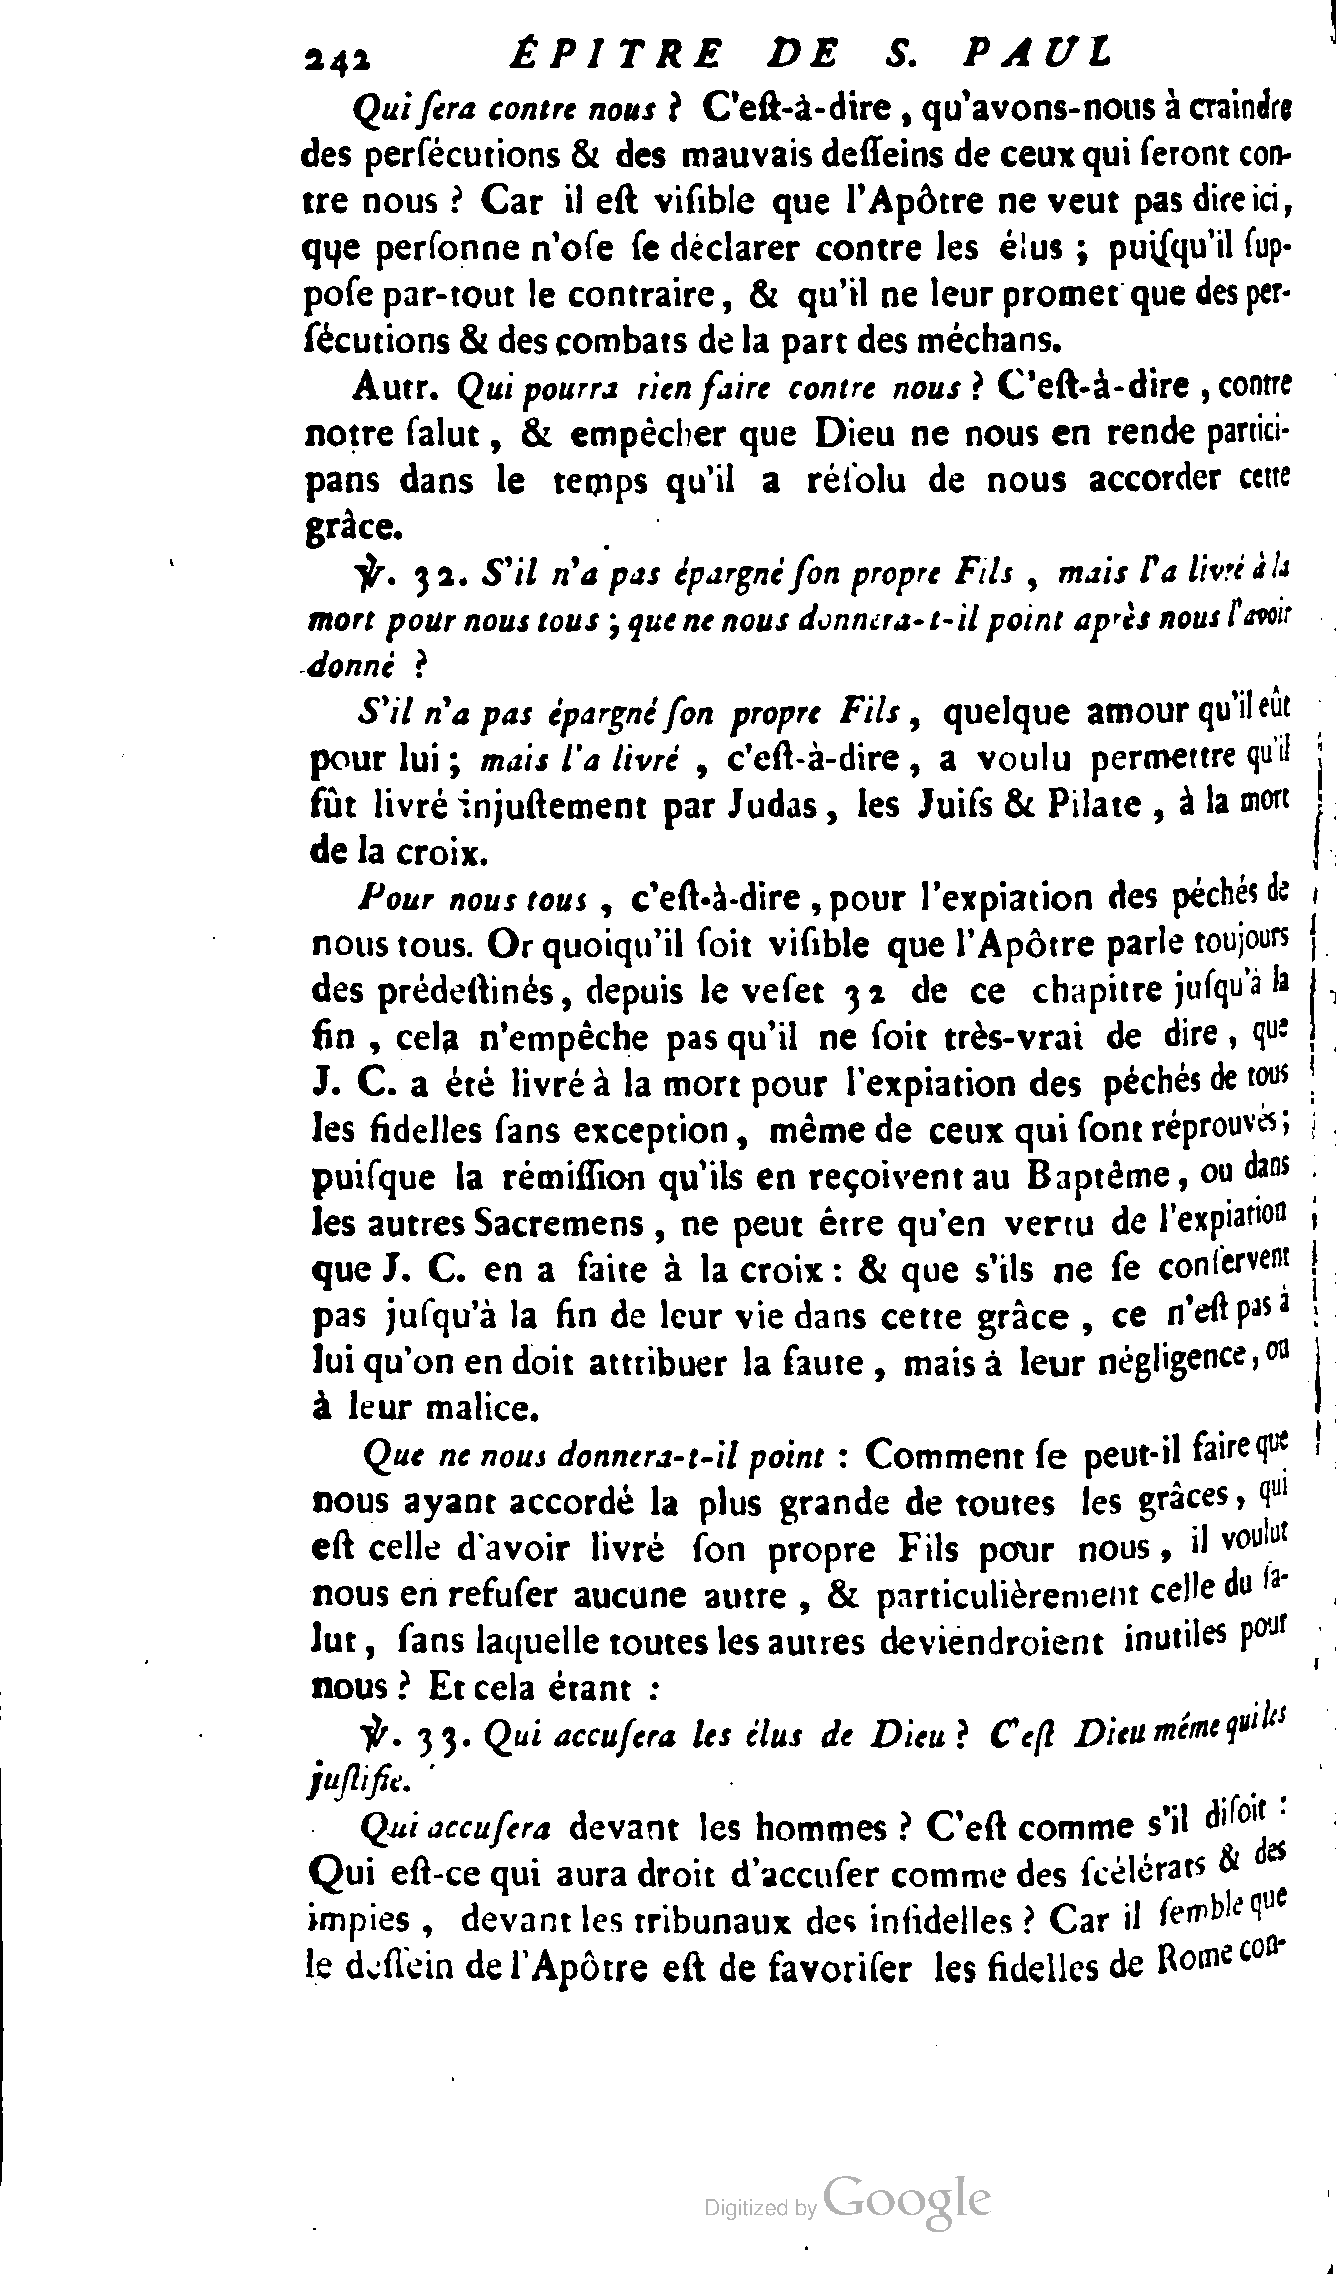 242 ÉPITRE DE S. PAUL
Qui ſera contre nous ? C'eſt-à-dire , qu'avons-nous à craindre
des perſécutions & des mauvais deſſeins de ceux qui ſeront con-
tre nous ? Car il eſt viſible que l'Apôtre ne veut pas dire ici,
que perſonne n'oſe ſe déclarer contre les élus ; puiſqu'il ſup-
poſe par-tout le contraire, & qu'il ne leur promet que des per-
ſécutions & des combats de la part des méchans.
Autr. Qui pourra rien faire contre nous ? C'eſt-à-dire , contre
notre ſalut , & empêcher que Dieu ne nous en rende partici-
pans dans le temps qu'il a réſolu de nous accorder cette
grâce.
℣. 32. S'il n'a pas épargné ſon propre Fils , mais l'a livré à la
mort pour nous tous ; que ne nous donnera-t-il point après nous l'avoir
donné ?
S'il n'a pas épargné ſon propre Fils , quelque amour qu'il eût
pour lui ; mais l'a livré , c'eſt-à-dire , a voulu permettre qu'il
fût livré injuſtement par Judas , les Juifs & Pilate , à la mort
de la croix.
Pour nous tous , c'eſt-à-dire , pour l'expiation des péchés de
nous tous. Or quoiqu'il ſoit viſible que l'Apôtre parle toujours
des prédeſtinés, depuis le veſet 32 de ce chapitre juſqu'à la
fin , cela n'empêche pas qu'il ne ſoit très-vrai de dire , que
J. C. a été livré à la mort pour l'expiation des péchés de tous
les fidelles ſans exception, même de ceux qui ſont réprouvés ;
puiſque la rémiſſion qu'ils en reçoivent au Baptême , ou dans
les autres Sacremens , ne peut être qu'en vertu de l'expiation
que J. C. en a faite à la croix : & que s'ils ne ſe conſervent
pas juſqu'à la fin de leur vie dans cette grâce , ce n'eſt pas à
lui qu'on en doit attribuer la faute , mais à leur négligence, ou
à leur malice.
Que ne nous donnera-t-il point : Comment ſe peut-il faire que
nous ayant accordé la plus grande de toutes les grâces, qui
eſt celle d'avoir livré ſon propre Fils pour nous , il voulut
nous en refuſer aucune autre , & particulièrement celle du ſa-
lut , ſans laquelle toutes les autres deviendroient inutiles pour
nous ? Et cela étant :
℣. 33. Qui accuſera les élus de Dieu ? C'eſt Dieu même qui les
juſtifie.
Qui accuſera devant les hommes ? C'eſt comme s'il diſoit :
Qui eſt-ce qui aura droit d'accuſer comme des ſcélérats & des
impies , devant les tribunaux des infidelles ? Car il ſemble que
le deſſein de l'Apôtre eſt de favoriſer les fidelles de Rome con-
Digitized by Google